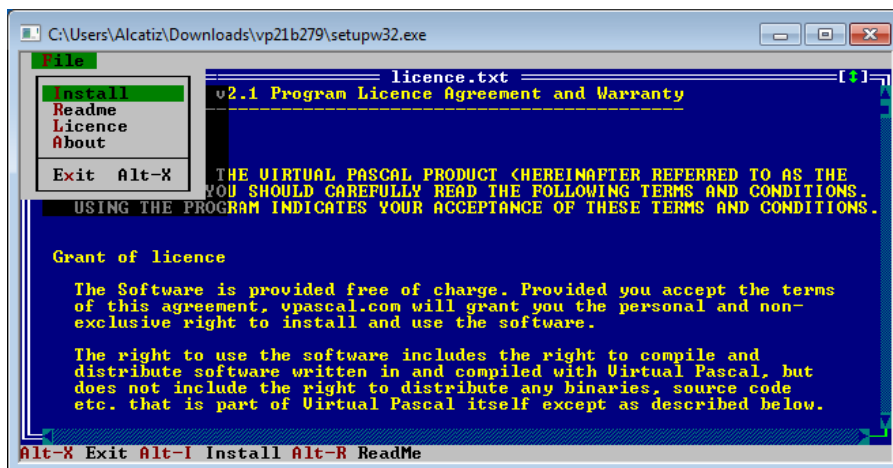 C:\Users\Alcatiz\Downloads\vp21b279\setupw32.exe
File
licence.txt
Install
Readme
Licence
About
Exit Alt-X
v2.1 Program Licence Agreement and Warranty
THE VIRTUAL PASCAL PRODUCT (HEREINAFTER REFERRED TO AS THE
YOU SHOULD CAREFULLY READ THE FOLLOWING TERMS AND CONDITIONS.
USING THE PROGRAM INDICATES YOUR ACCEPTANCE OF THESE TERMS AND CONDITIONS.
Grant of licence
The Software is provided free of charge. Provided you accept the terms
of this agreement, vpascal.com will grant you the personal and non-
exclusive right to install and use the software.
The right to use the software includes the right to compile and
distribute software written in and compiled with Virtual Pascal, but
does not include the right to distribute any binaries, source code
etc. that is part of Virtual Pascal itself except as described below.
Alt-X Exit Alt-I Install Alt-R ReadMe